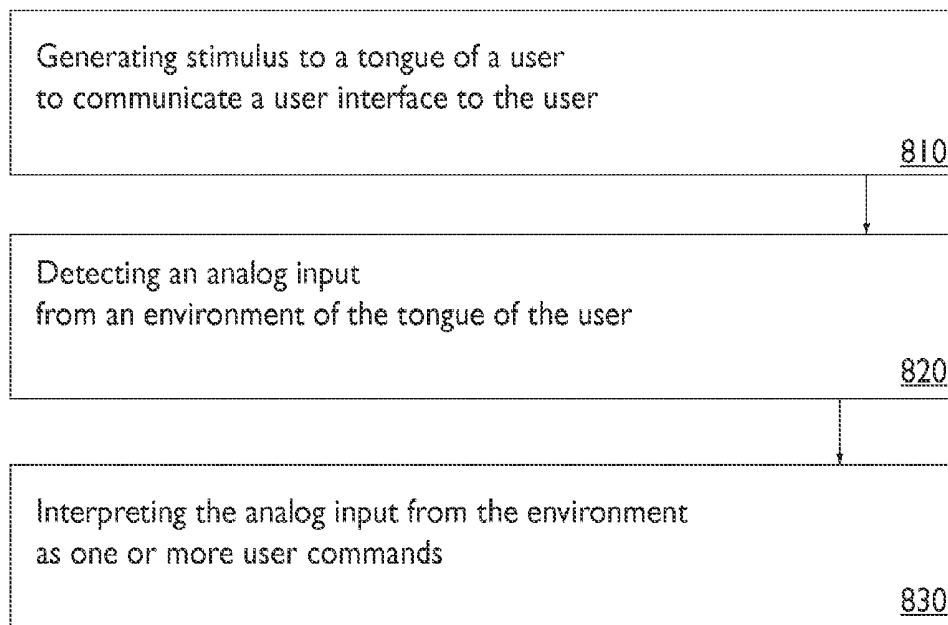 Generating stimulus to a tongue of a user
to communicate a user interface to the user
810
Detecting an analog input
from an environment of the tongue of the user
820
Interpreting the analog input from the environment
as one or more user commands
830